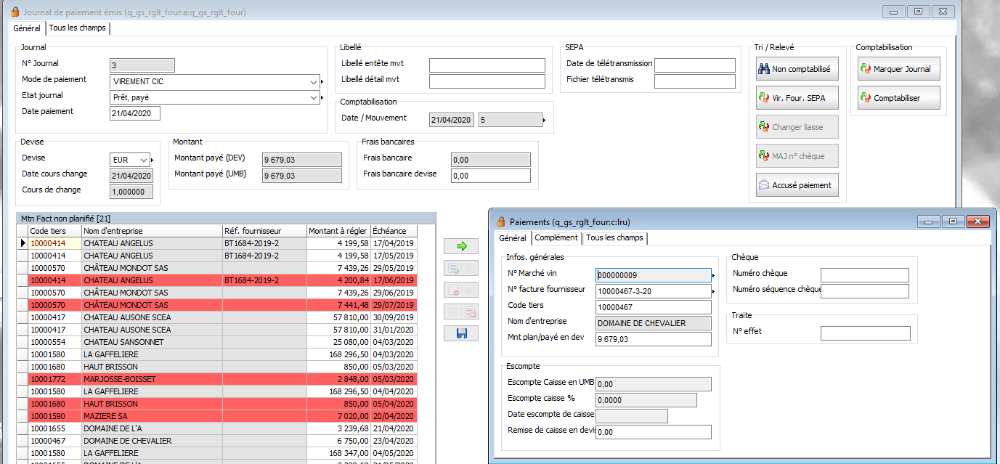 Journal de paiement émis (q_gs_rglt_four:a:q_gs_rglt_four)
Général Tous les champs
Journal
N° Journal 3
Mode de paiement VIREMENT CIC
Etat journal Prêt, payé
Date paiement 21/04/2020
Libellé
Libellé entête mvt
Libellé détail mvt
Comptabilisation
Date / Mouvement 21/04/2020 5
SEPA
Date de télétransmission
Fichier télétransmis
Tri / Relevé
Non comptabilisé
Vir. Four. SEPA
Changer liasse
MAJ n° chèque
Accusé paiement
Comptabilisation
Marquer Journal
Comptabiliser
Devise
Devise EUR
Date cours change 21/04/2020
Cours de change 1,000000
Montant
Montant payé (DEV) 9 679,03
Montant payé (UMB) 9 679,03
Frais bancaires
Frais bancaire 0,00
Frais bancaire devise 0,00
Mtn Fact non planifié [21]
Code tiers Nom d'entreprise Réf. fournisseur Montant à régler Échéance
10000414 CHATEAU ANGELUS BT1684-2019-2 4 199,58 17/04/2019
10000414 CHATEAU ANGELUS BT1684-2019-2 4 199,58 17/05/2019
10000570 CHÂTEAU MONDOT SAS 7 439,26 29/05/2019
10000414 CHATEAU ANGELUS BT1684-2019-2 4 200,84 17/06/2019
10000570 CHÂTEAU MONDOT SAS 7 439,26 29/06/2019
10000570 CHÂTEAU MONDOT SAS 7 441,48 29/07/2019
10000417 CHATEAU AUSONE SCEA 57 810,00 30/09/2019
10000417 CHATEAU AUSONE SCEA 57 810,00 31/01/2020
10000554 CHATEAU SANSONNET 25 080,00 04/03/2020
10001580 LA GAFFELIERE 168 296,50 04/03/2020
10001680 HAUT BRISSON 850,00 05/03/2020
10001772 MARJOSSE-BOISSET 2 848,00 05/03/2020
10001580 LA GAFFELIERE 168 296,50 04/04/2020
10001680 HAUT BRISSON 850,00 05/04/2020
10001590 MAZIERE SA 7 020,00 20/04/2020
10001655 DOMAINE DE L'A 3 239,68 21/04/2020
10000467 DOMAINE DE CHEVALIER 6 750,00 23/04/2020
10001580 LA GAFFELIERE 168 347,00 04/05/2020
Paiements (q_gs_rglt_four:c:lru)
Général Complément Tous les champs
Infos. générales
N° Marché vin 000000009
N° facture fournisseur 10000467-3-20
Code tiers 10000467
Nom d'entreprise DOMAINE DE CHEVALIER
Mnt plan/payé en dev 9 679,03
Chèque
Numéro chèque
Numéro séquence chèque
Traite
N° effet
Escompte
Escompte Caisse en UMB 0,00
Escompte caisse % 0,0000
Date escompte de caisse
Remise de caisse en devis 0,00